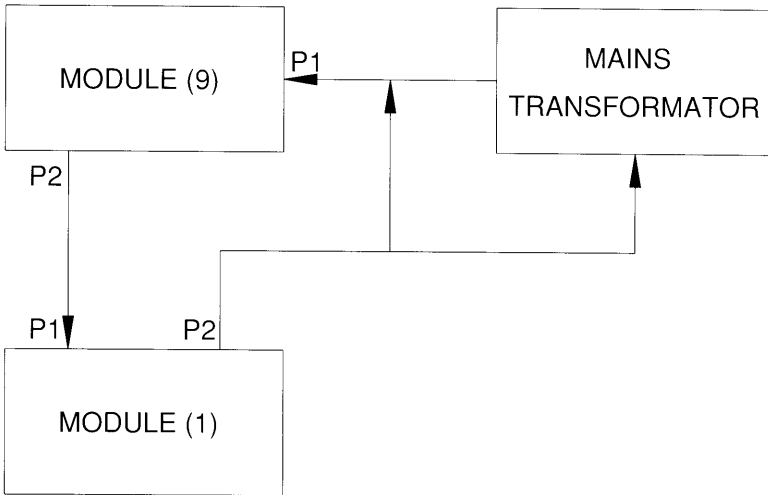 MODULE (9)
P1
MAINS
TRANSFORMATOR
P2
P1
P2
MODULE (1)